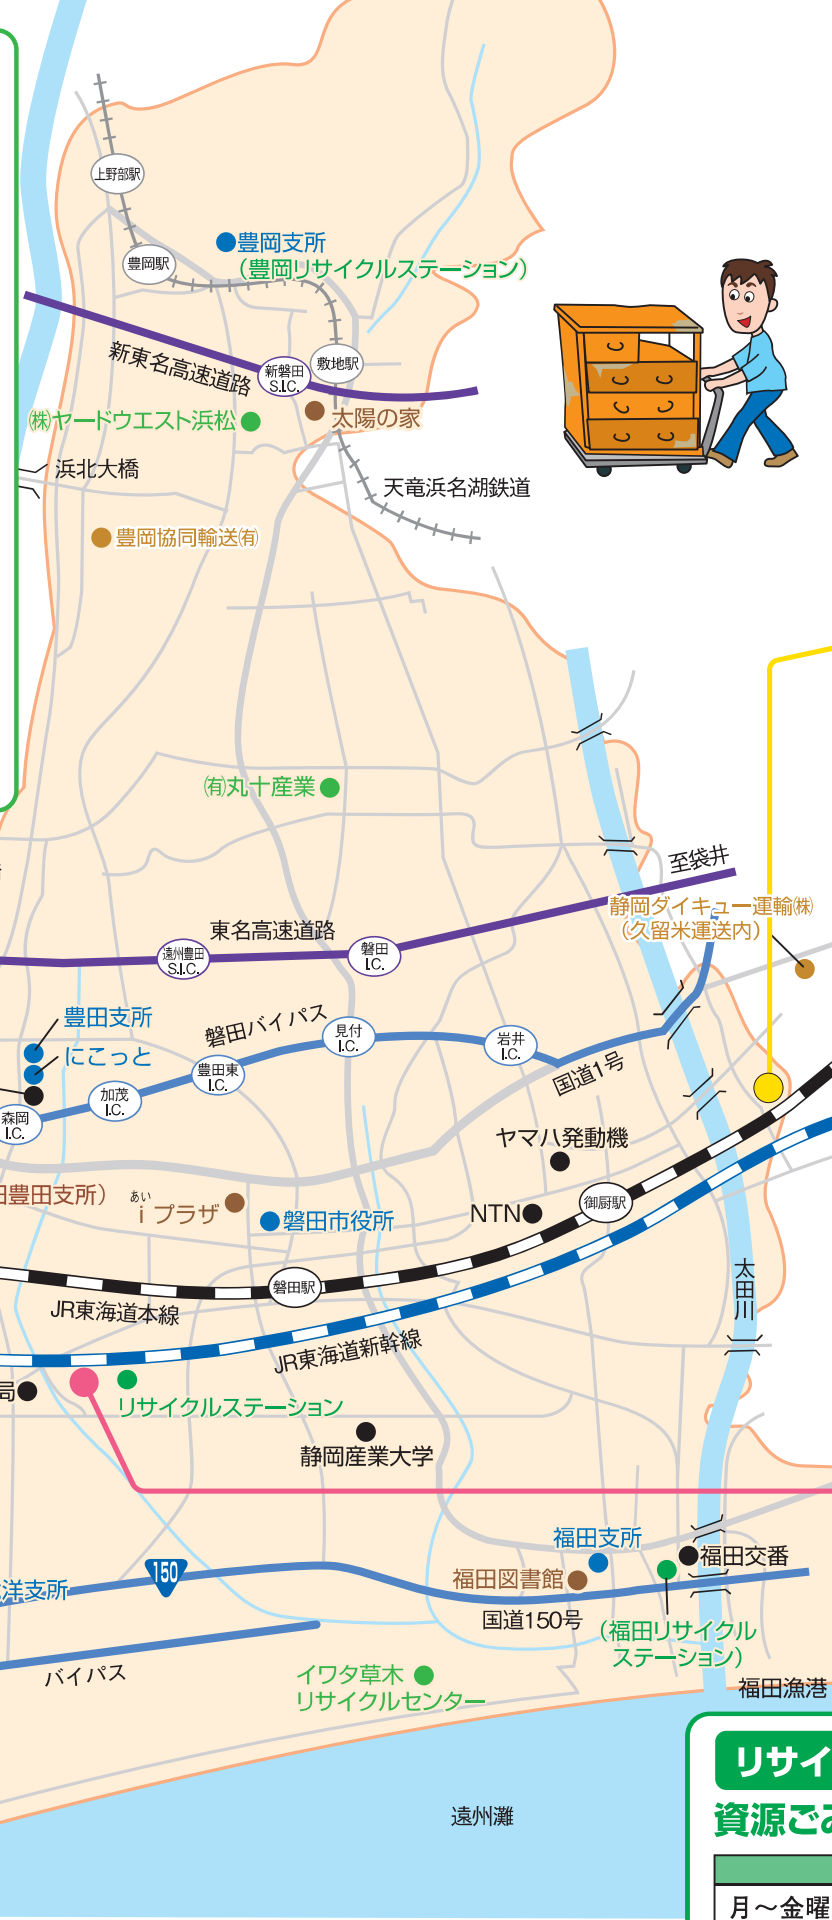 上野部駅
豊岡支所
(豊岡リサイクルステーション)
豊岡駅
新東名高速道路
新磐田
S.I.C.
敷地駅
㈱ヤードウエスト浜松
太陽の家
浜北大橋
天竜浜名湖鉄道
豊岡協同輸送㈲
㈲丸十産業
至袋井
静岡ダイキュー運輸㈱
(久留米運送内)
東名高速道路
遠州豊田
S.I.C.
磐田
I.C.
豊田支所
にこっと
磐田バイパス
見付
I.C.
岩井
I.C.
豊田東
I.C.
加茂
I.C.
森岡
I.C.
国道1号
ヤマハ発動機
豊田支所)
あい
i プラザ
磐田市役所
NTN
御厨駅
磐田駅
JR東海道本線
太田川
JR東海道新幹線
局
リサイクルステーション
静岡産業大学
150
福田支所
福田交番
洋支所
福田図書館
国道150号
(福田リサイクル
ステーション)
バイパス
イワタ草木
リサイクルセンター
福田漁港
遠州灘
リサイ
資源ごみ
月～金曜